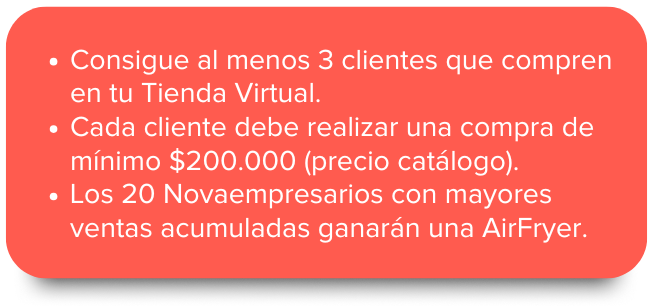 • Consigue al menos 3 clientes que compren
en tu Tienda Virtual.
• Cada cliente debe realizar una compra de
mínimo $200.000 (precio catálogo).
• Los 20 Novaempresarios con mayores
ventas acumuladas ganarán una AirFryer.